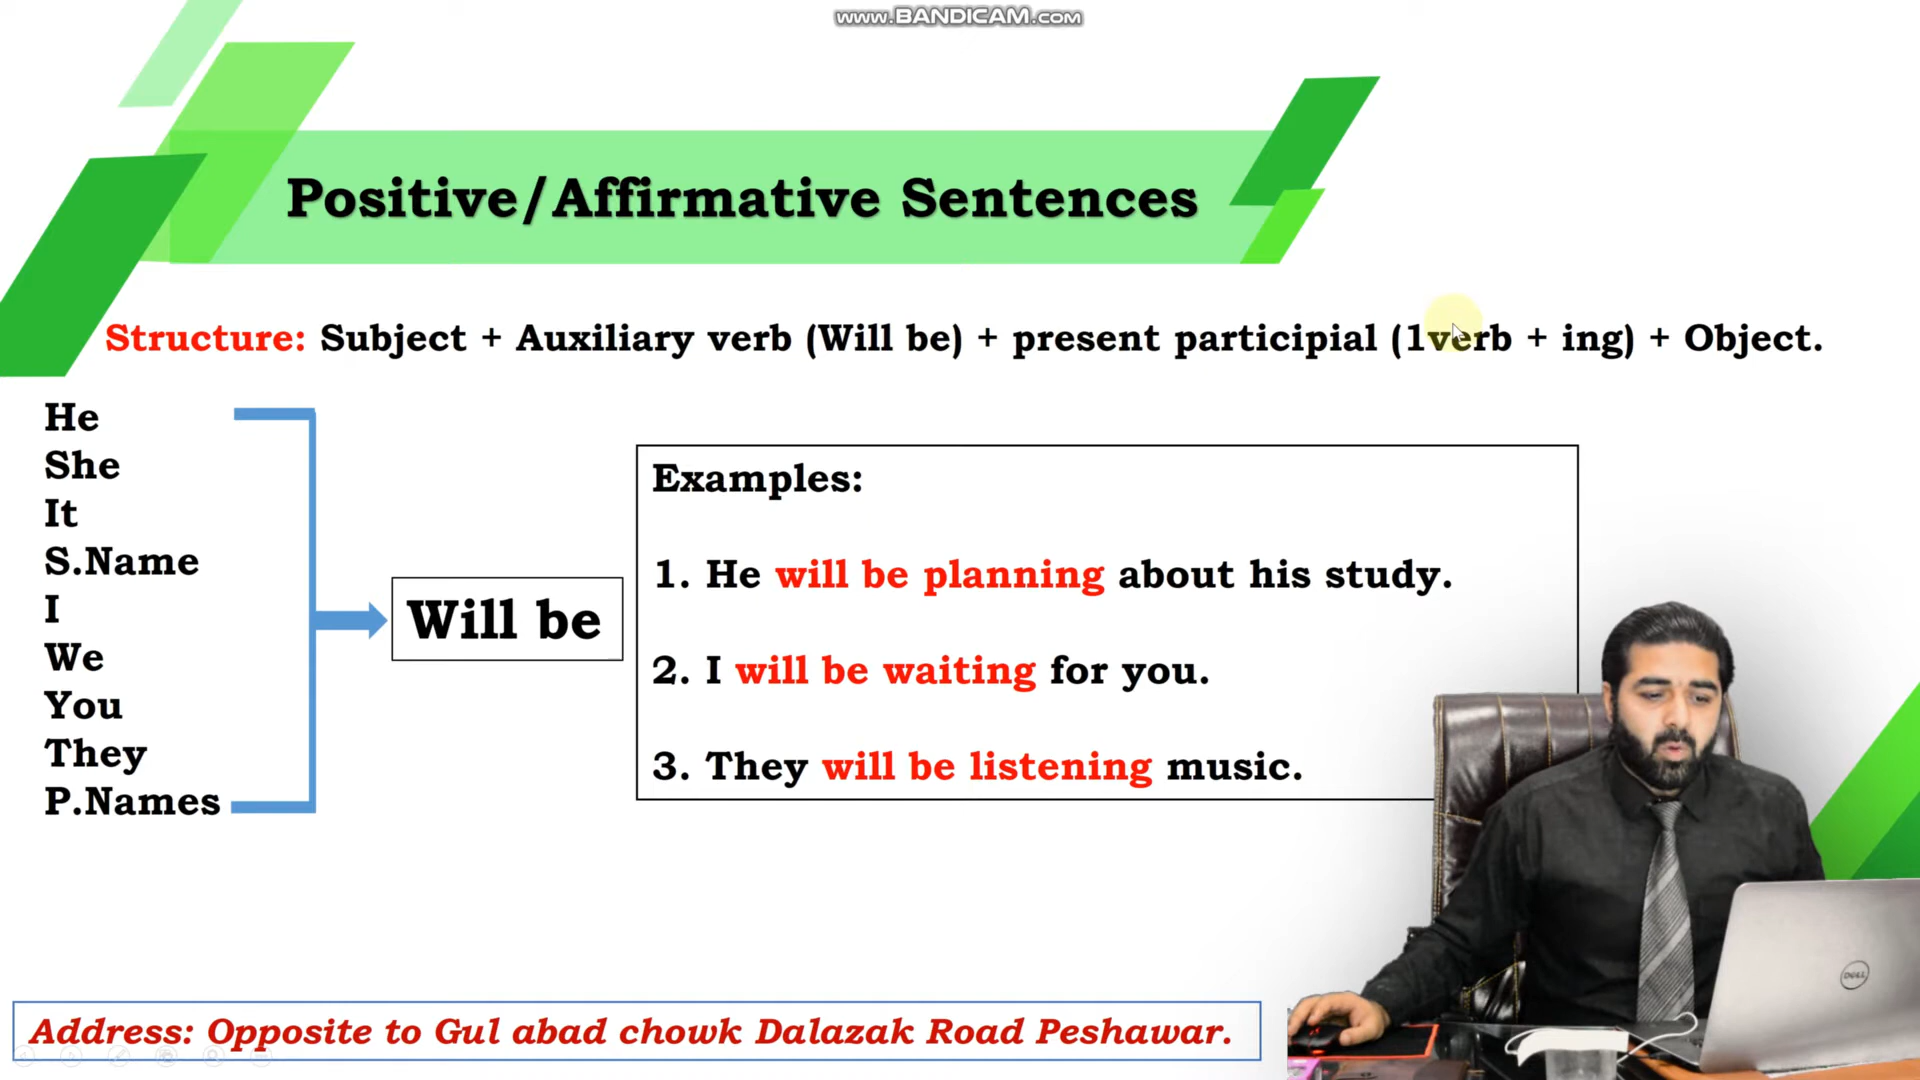 www.BANDICAM.com
Positive/Affirmative Sentences
Structure: Subject + Auxiliary verb (Will be) + present participial (1verb + ing) + Object.
He
She
It
S.Name
I
We
You
They
P.Names
Will be
Examples:
1. He will be planning about his study.
2. I will be waiting for you.
3. They will be listening music.
DELL
Address: Opposite to Gul abad chowk Dalazak Road Peshawar.